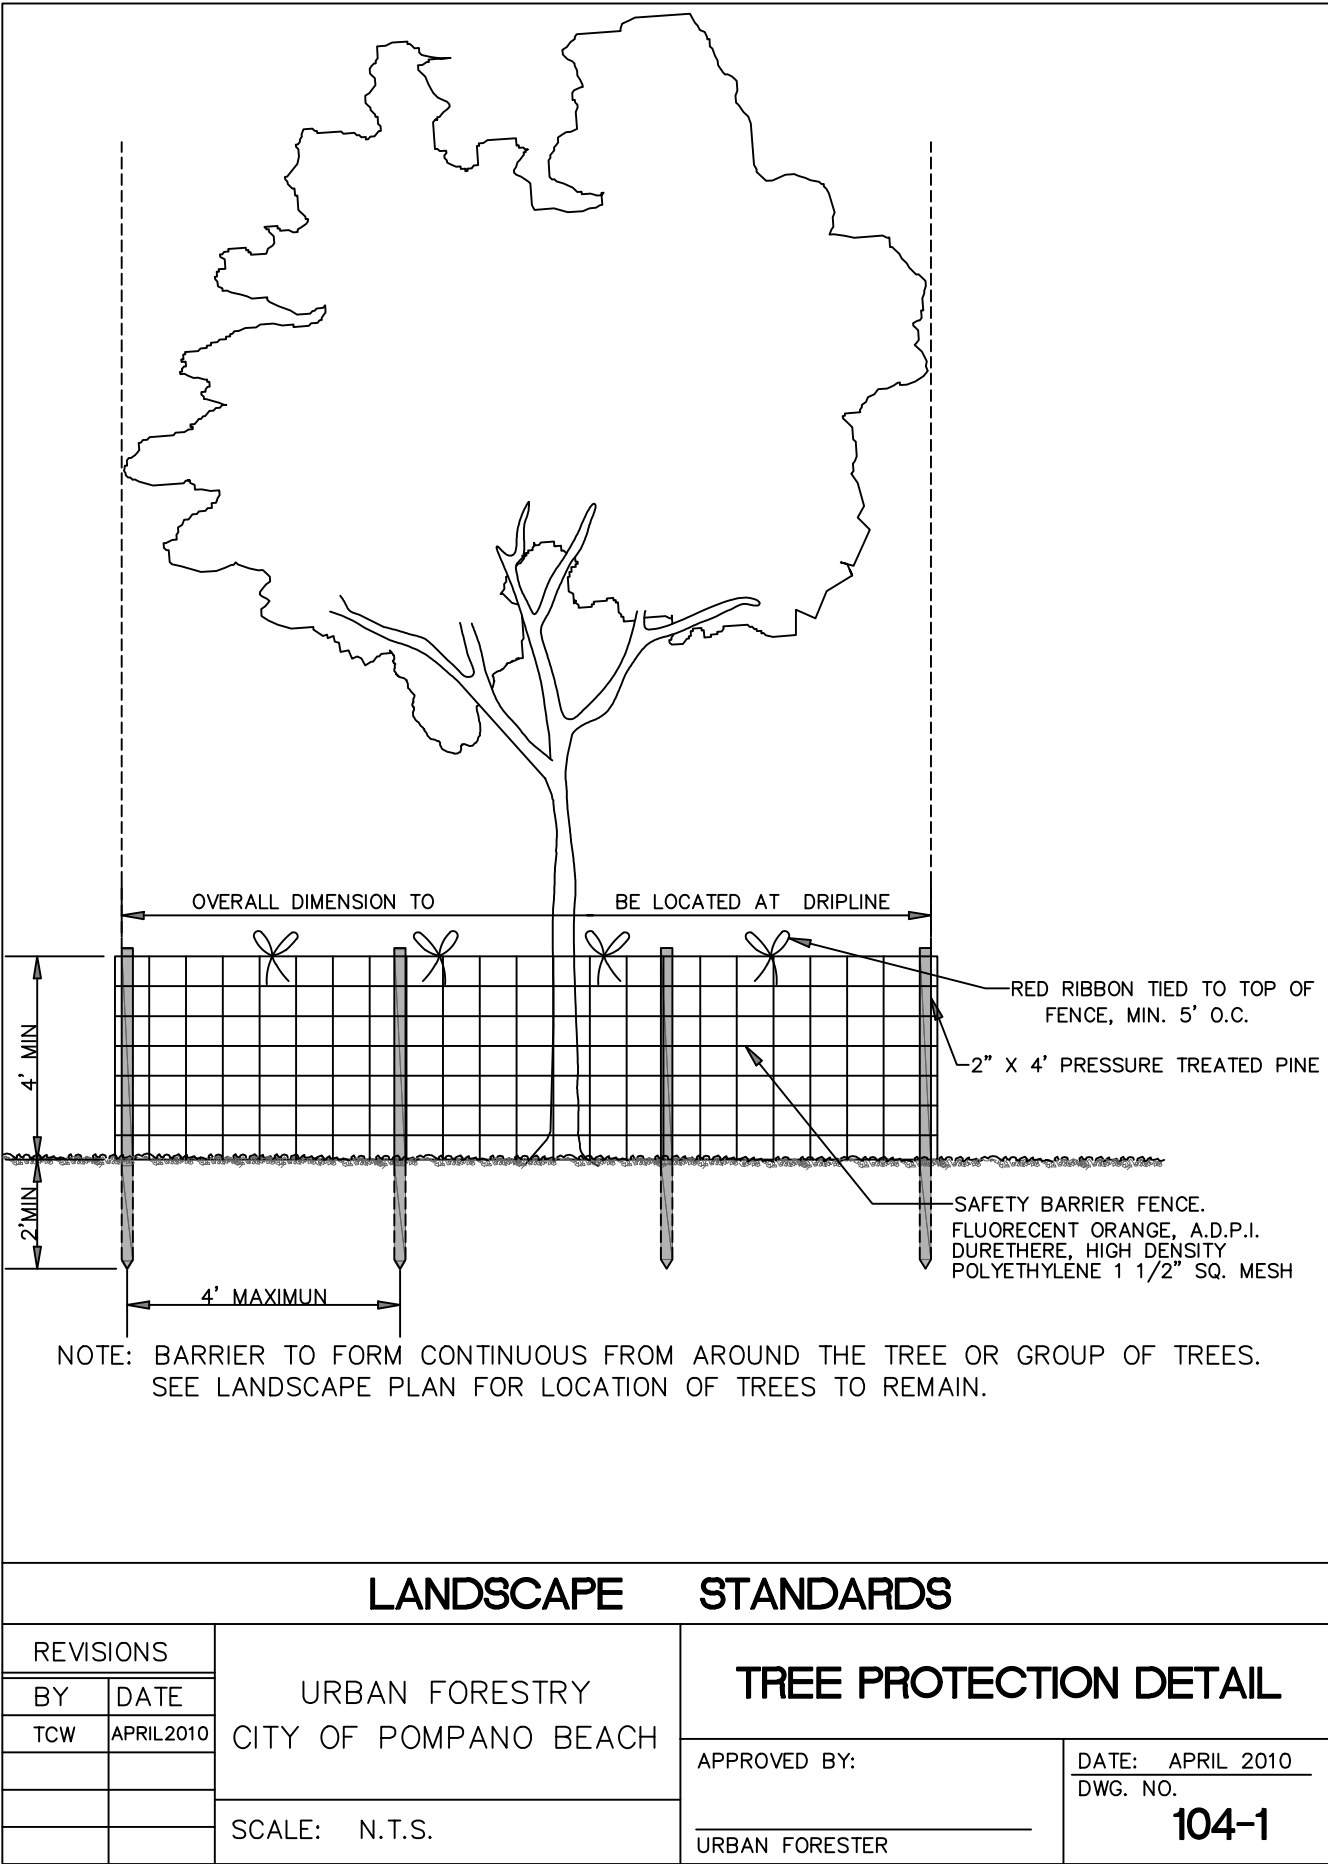 OVERALL DIMENSION TO BE LOCATED AT DRIPLINE
RED RIBBON TIED TO TOP OF
FENCE, MIN. 5' O.C.
4' MIN
2" X 4' PRESSURE TREATED PINE
2'MIN
SAFETY BARRIER FENCE.
FLUORECENT ORANGE, A.D.P.I.
DURETHERE, HIGH DENSITY
POLYETHYLENE 1 1/2" SQ. MESH
4' MAXIMUN
NOTE: BARRIER TO FORM CONTINUOUS FROM AROUND THE TREE OR GROUP OF TREES.
SEE LANDSCAPE PLAN FOR LOCATION OF TREES TO REMAIN.
LANDSCAPE STANDARDS
REVISIONS
BY DATE
TCW APRIL2010
URBAN FORESTRY
CITY OF POMPANO BEACH
SCALE: N.T.S.
TREE PROTECTION DETAIL
APPROVED BY:
URBAN FORESTER
DATE: APRIL 2010
DWG. NO.
104-1